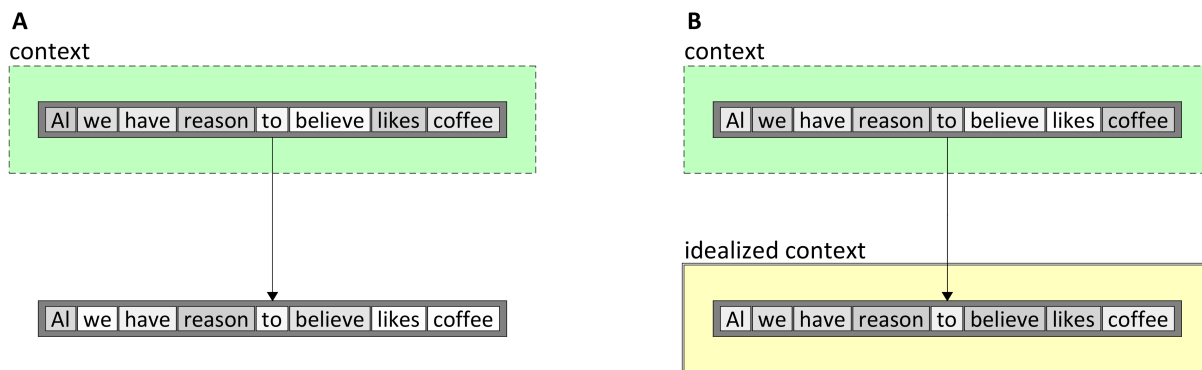 A
context
Al we have reason to believe likes coffee
Al we have reason to believe likes coffee
B
context
Al we have reason to believe likes coffee
idealized context
Al we have reason to believe likes coffee